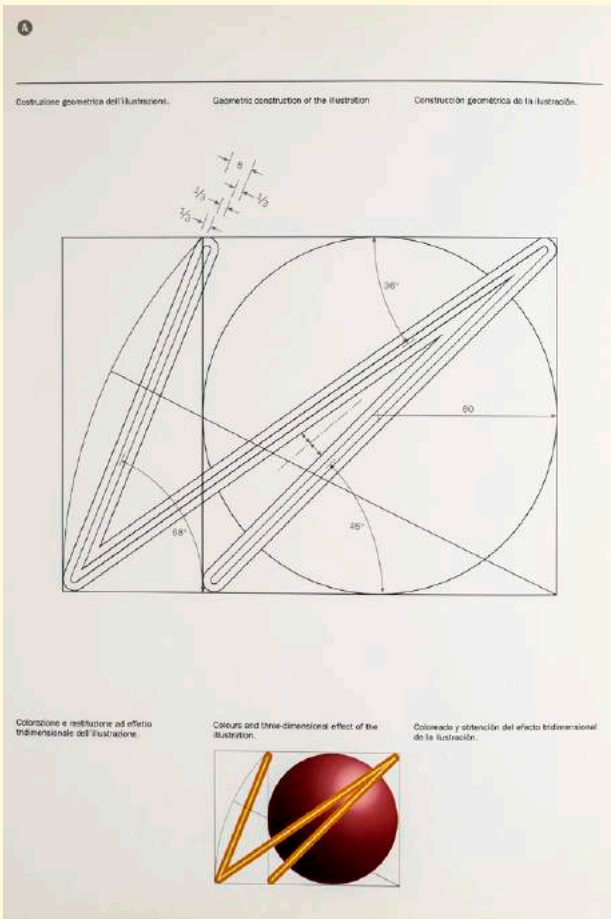 A
Costruzione geometrica dell'illustrazione.
Geometric construction of the illustration
Construcción geométrica de la ilustración.
8
1/3
1/3
1/3
36°
60
68°
45°
Colorazione e restituzione ad effetto
tridimensionale dell'illustrazione.
Colours and three-dimensional effect of the
illustration.
Coloreado y obtención del efecto tridimensional
de la ilustración.